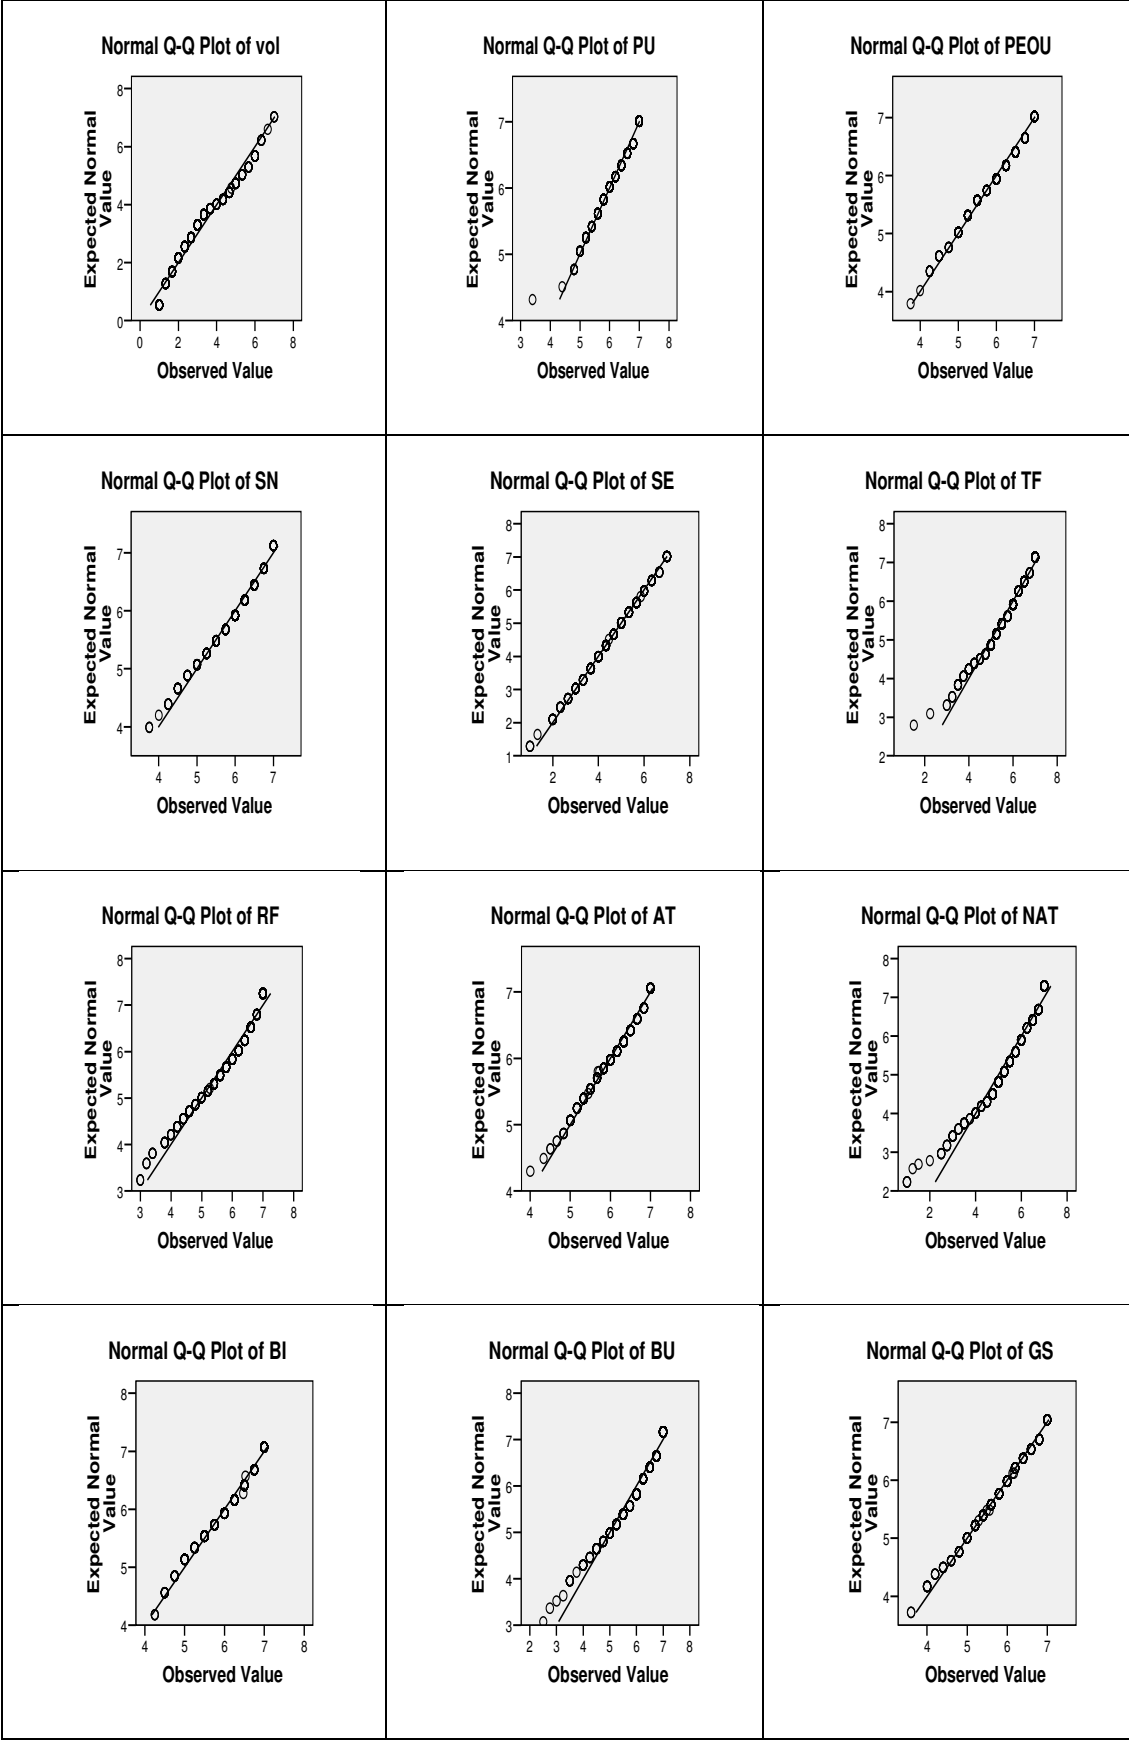 Normal Q-Q Plot of vol
Expected Normal
Value
8
6
4
2
0
0 2 4 6 8
Observed Value
Normal Q-Q Plot of PU
Expected Normal
Value
7
6
5
4
3 4 5 6 7 8
Observed Value
Normal Q-Q Plot of PEOU
Expected Normal
Value
7
6
5
4
4 5 6 7
Observed Value
Normal Q-Q Plot of SN
Expected Normal
Value
7
6
5
4
4 5 6 7
Observed Value
Normal Q-Q Plot of SE
Expected Normal
Value
8
7
6
5
4
3
2
1
2 4 6 8
Observed Value
Normal Q-Q Plot of TF
Expected Normal
Value
8
7
6
5
4
3
2
2 4 6 8
Observed Value
Normal Q-Q Plot of RF
Expected Normal
Value
8
7
6
5
4
3
3 4 5 6 7 8
Observed Value
Normal Q-Q Plot of AT
Expected Normal
Value
7
6
5
4
4 5 6 7 8
Observed Value
Normal Q-Q Plot of NAT
Expected Normal
Value
8
7
6
5
4
3
2
2 4 6 8
Observed Value
Normal Q-Q Plot of BI
Expected Normal
Value
8
7
6
5
4
4 5 6 7 8
Observed Value
Normal Q-Q Plot of BU
Expected Normal
Value
8
7
6
5
4
3
2 3 4 5 6 7 8
Observed Value
Normal Q-Q Plot of GS
Expected Normal
Value
7
6
5
4
4 5 6 7
Observed Value